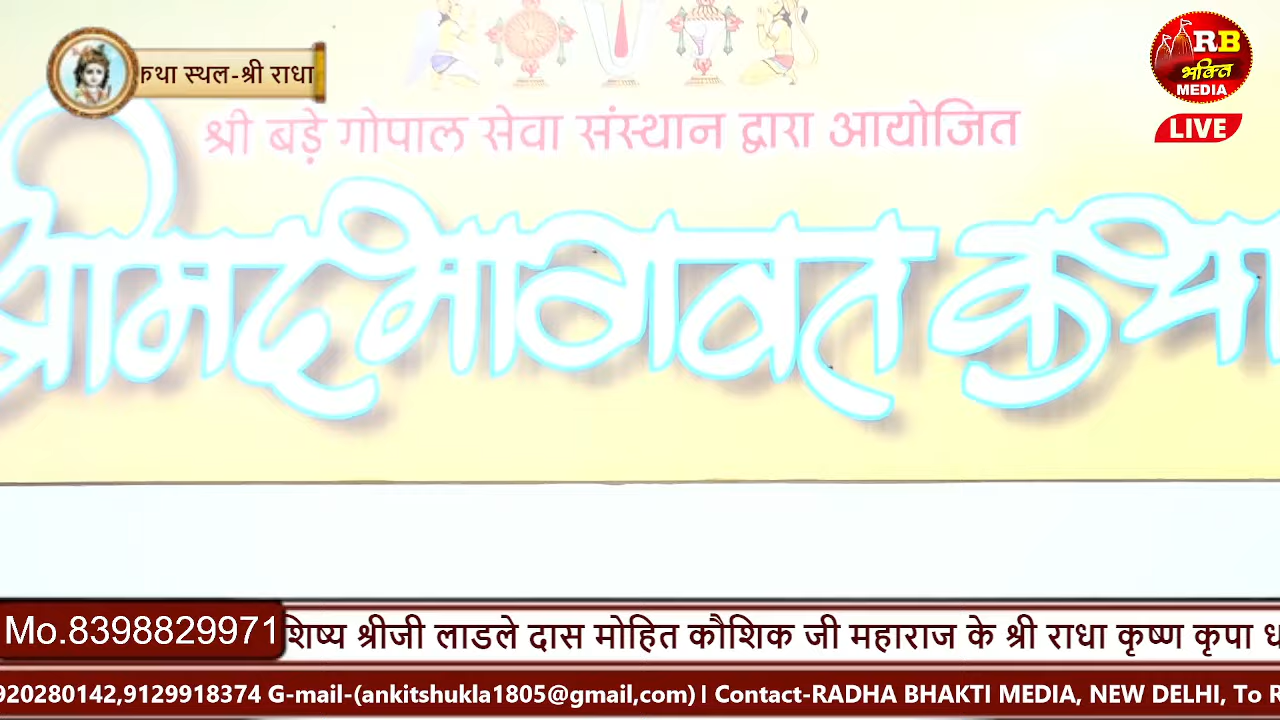 कथा स्थल-श्री राधा
RB
भक्ति
MEDIA
LIVE
श्री बड़े गोपाल सेवा संस्थान द्वारा आयोजित
श्रीमद्भागवत कथा
Mo.8398829971
शिष्य श्रीजी लाडले दास मोहित कौशिक जी महाराज के श्री राधा कृष्ण कृपा ध
920280142,9129918374 G-mail-(ankitshukla1805@gmail,com) | Contact-RADHA BHAKTI MEDIA, NEW DELHI, To R